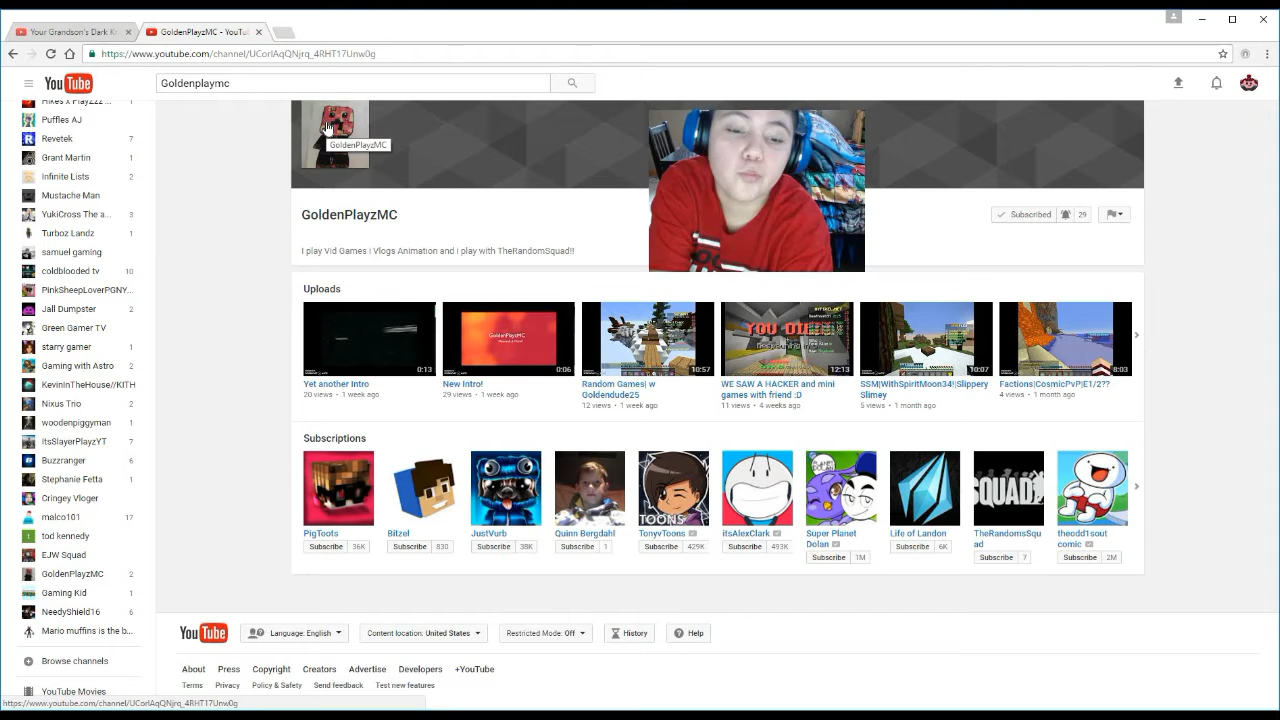 Your Grandson's Dark K
GoldenPlayzMC - YouTu
https://www.youtube.com/channel/UCorlAqQNjrq_4RHT17Unw0g
YouTube
Goldenplaymc
Hikes x Playzzz ... 1
Puffles AJ
Revetek 7
Grant Martin 1
Infinite Lists 2
Mustache Man
YukiCross The a... 3
Turboz Landz
samuel gaming
coldblooded tv 10
PinkSheepLoverPGNY...
Jall Dumpster 2
Green Gamer TV
starry gamer 1
Gaming with Astro 2
KevinInTheHouse//KITH
Nixus Trio 2
woodenpiggyman 1
ItsSlayerPlayzYT 7
Buzzranger 6
Stephanie Fetta 1
Cringey Vloger
malco101 17
tod kennedy
EJW Squad
GoldenPlayzMC 2
Gaming Kid 1
NeedyShield16 6
Mario muffins is the b...
Browse channels
YouTube Movies
GoldenPlayzMC
GoldenPlayzMC
Subscribed 29
I play Vid Games I Vlogs Animation and i play with TheRandomSquad!!
Uploads
GoldenPlayzMC
YOU DIED
0:13
0:06
10:57
12:13
10:07
8:03
Yet another Intro
20 views • 1 week ago
New Intro!
29 views • 1 week ago
Random Games| w
Goldendude25
12 views • 1 week ago
WE SAW A HACKER and mini
games with friend :D
11 views • 4 weeks ago
SSM|WithSpiritMoon34!|Slippery
Slimey
5 views • 1 month ago
Factions|CosmicPvP|E1/2??
4 views • 1 month ago
Subscriptions
TOONS
SQUAD
PigToots
Subscribe 36K
Bitzel
Subscribe 830
JustVurb
Subscribe 38K
Quinn Bergdahl
Subscribe 1
TonyvToons
Subscribe 429K
itsAlexClark
Subscribe 493K
Super Planet
Dolan
Subscribe 1M
Life of Landon
Subscribe 6K
TheRandomsQu
ad
Subscribe 7
theodd1sout
comic
Subscribe 2M
YouTube
Language: English
Content location: United States
Restricted Mode: Off
History
Help
About Press Copyright Creators Advertise Developers +YouTube
Terms Privacy Policy & Safety Send feedback Test new features
https://www.youtube.com/channel/UCorlAqQNjrq_4RHT17Unw0g